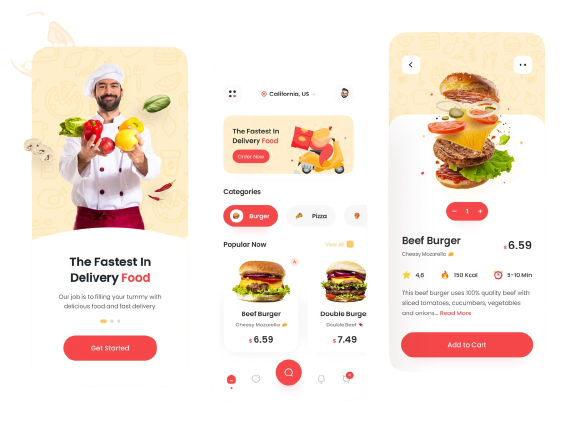 The Fastest In
Delivery Food
Our job is to filling your tummy with
delicious food and fast delivery.
Get Started
California, US
The Fastest In
Delivery Food
Order Now
Categories
Burger
Pizza
Popular Now
View All
Beef Burger
Cheesy Mozarella
$ 6.59
Double Burger
Double Beef
$ 7.49
- 1 +
Beef Burger
Cheesy Mozarella
$ 6.59
4,8
150 Kcal
5-10 Min
This beef burger uses 100% quality beef with
sliced tomatoes, cucumbers, vegetables
and onions... Read More
Add to Cart